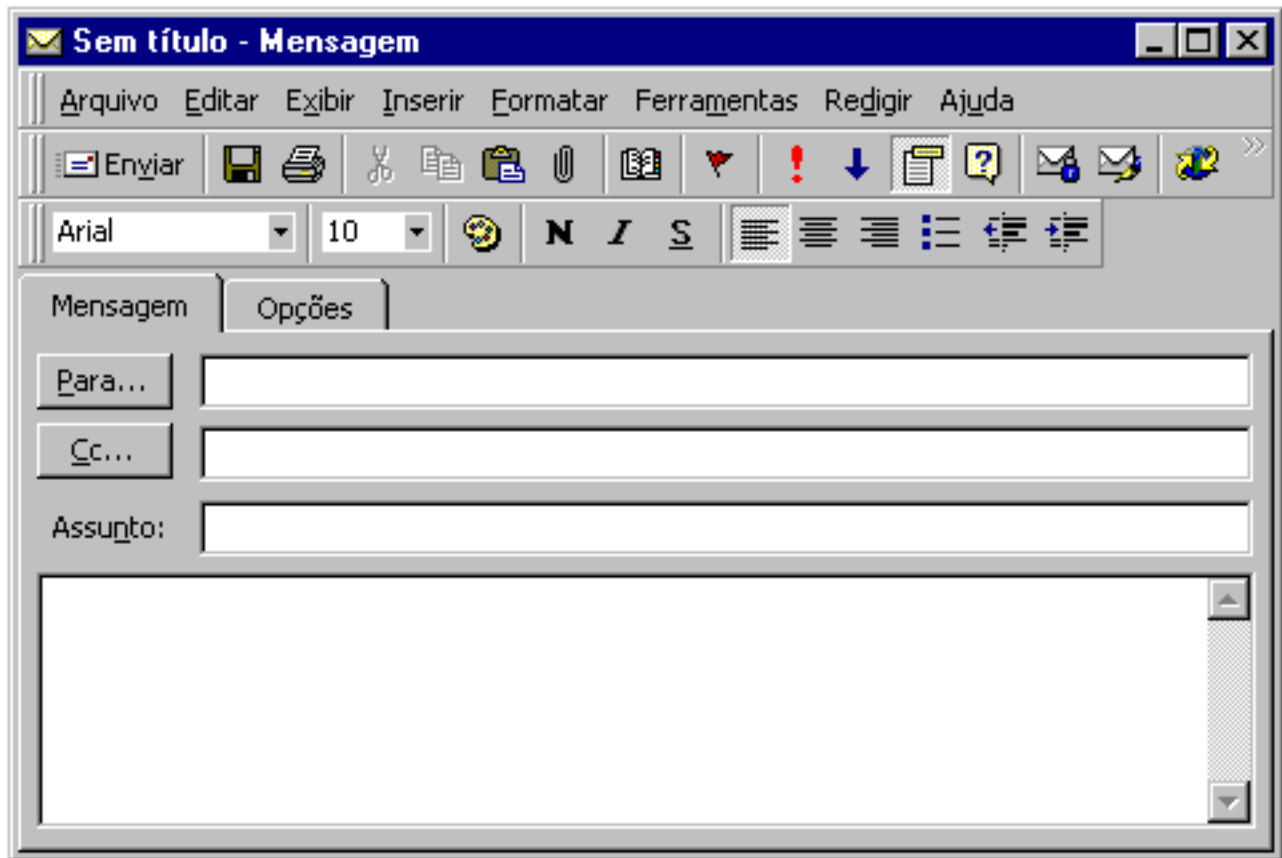 Sem título - Mensagem
Arquivo Editar Exibir Inserir Formatar Ferramentas Redigir Ajuda
Enviar
Arial 10 N I S
Mensagem Opções
Para...
Cc...
Assunto: